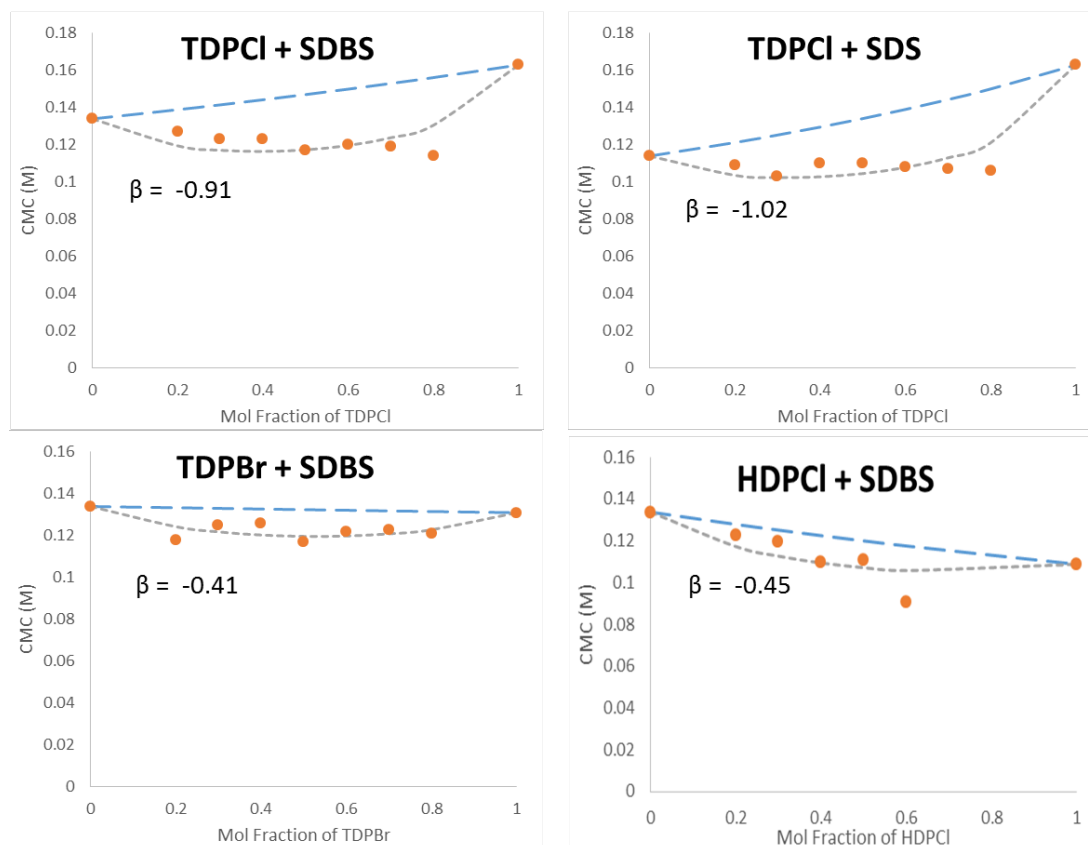 TDPCl + SDBS
CMC (M)
0.18
0.16
0.14
0.12
0.1
0.08
0.06
0.04
0.02
0
β = -0.91
0 0.2 0.4 0.6 0.8 1
Mol Fraction of TDPCl
TDPCl + SDS
CMC (M)
0.18
0.16
0.14
0.12
0.1
0.08
0.06
0.04
0.02
0
β = -1.02
0 0.2 0.4 0.6 0.8 1
Mol Fraction of TDPCl
TDPBr + SDBS
CMC (M)
0.16
0.14
0.12
0.1
0.08
0.06
0.04
0.02
0
β = -0.41
0 0.2 0.4 0.6 0.8 1
Mol Fraction of TDPBr
HDPCl + SDBS
CMC (M)
0.16
0.14
0.12
0.1
0.08
0.06
0.04
0.02
0
β = -0.45
0 0.2 0.4 0.6 0.8 1
Mol Fraction of HDPCl